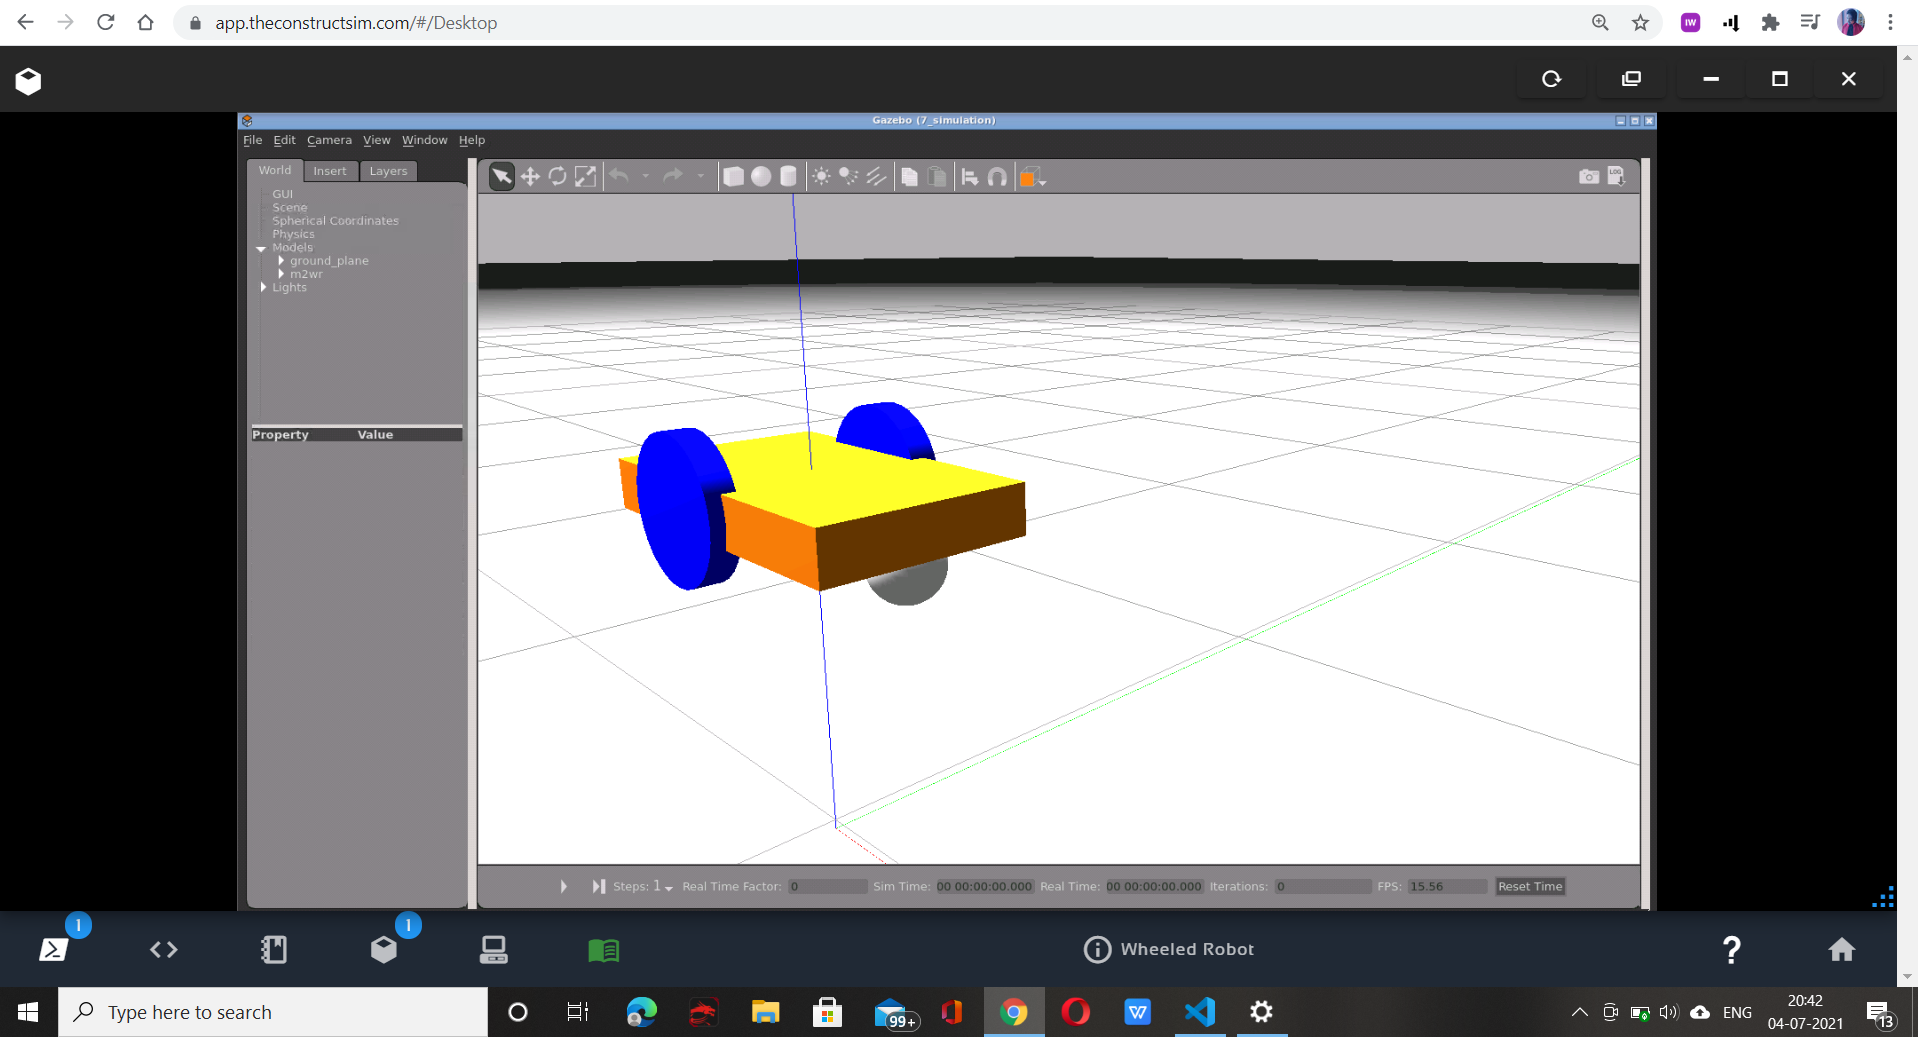 app.theconstructsim.com/#/Desktop
IW
Gazebo (7_simulation)
File Edit Camera View Window Help
World Insert Layers
LOG
GUI
Scene
Spherical Coordinates
Physics
Models
ground_plane
m2wr
Lights
Property Value
Steps: 1 Real Time Factor: 0 Sim Time: 00 00:00:00.000 Real Time: 00 00:00:00.000 Iterations: 0 FPS: 15.56 Reset Time
1
1
Wheeled Robot
?
Type here to search
99+
W
ENG
20:42
04-07-2021
13